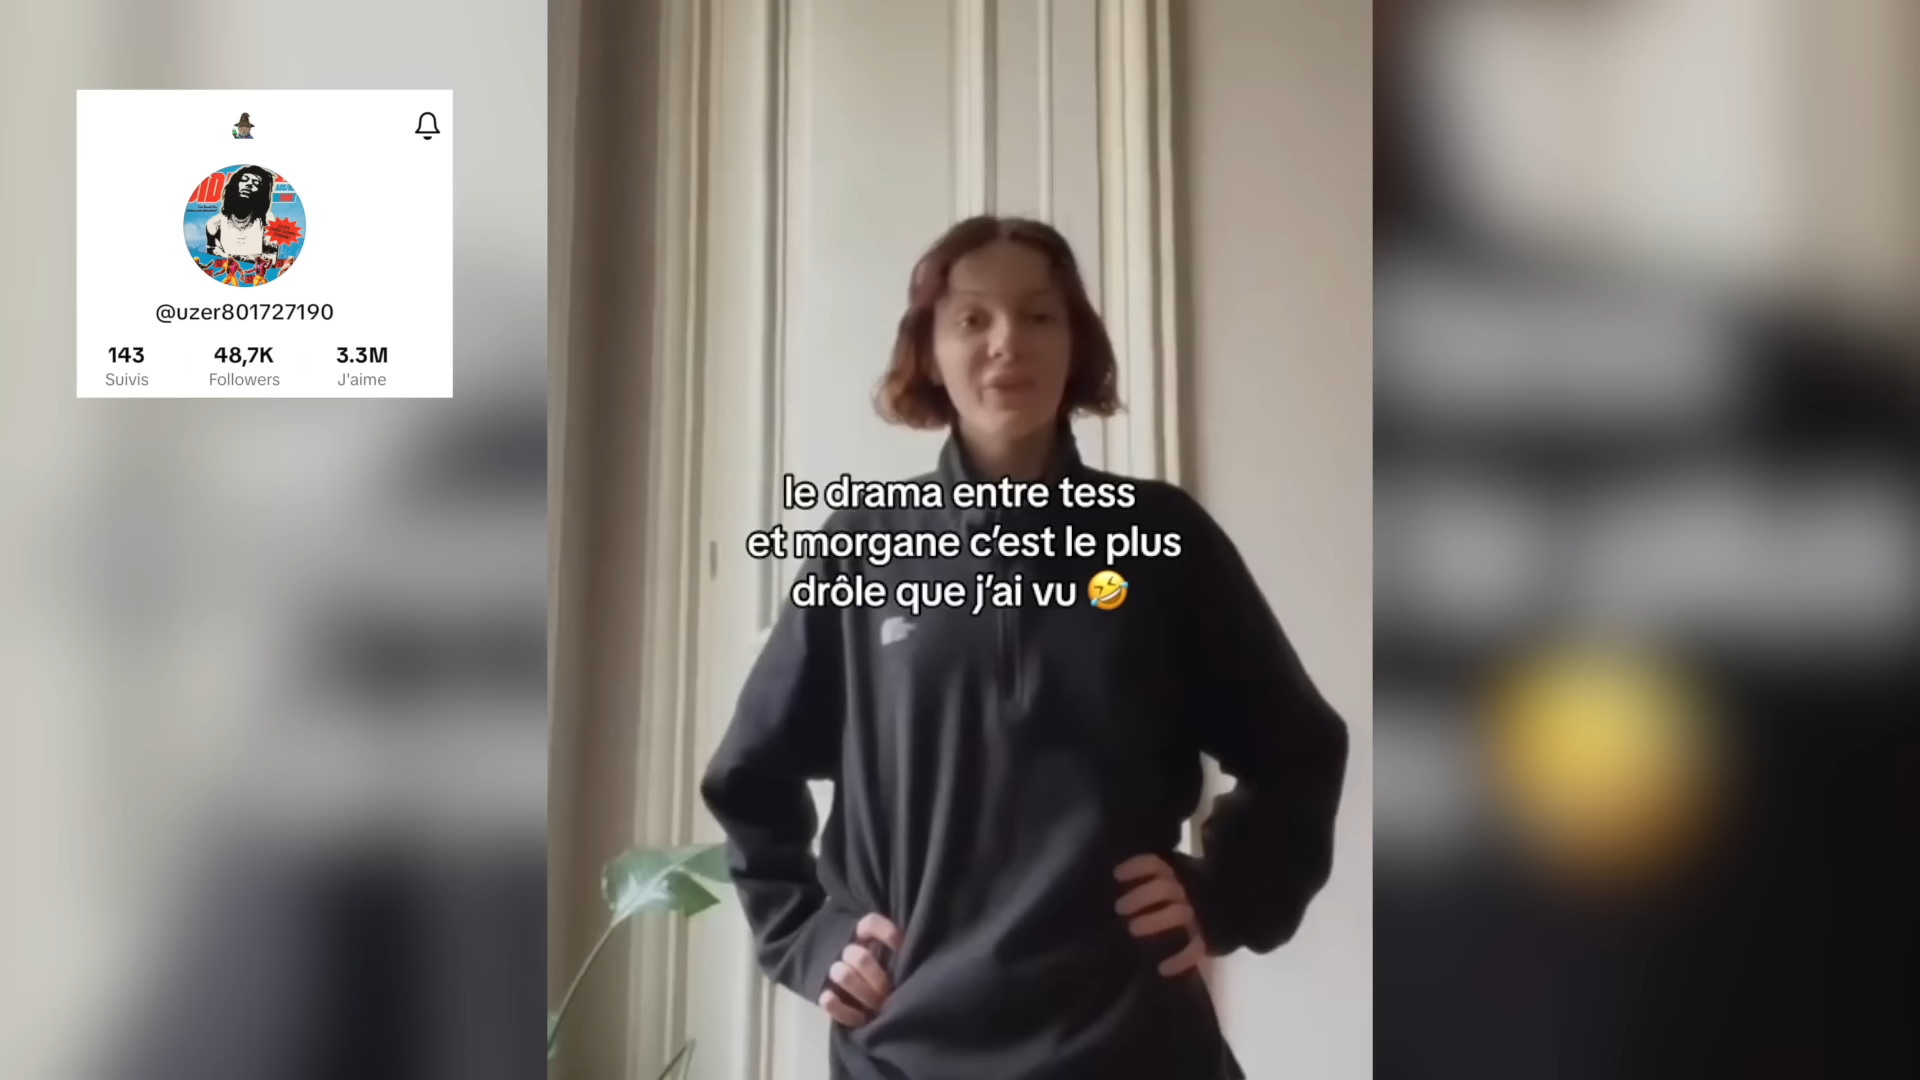 @uzer801727190
143
48,7K
3.3M
Suivis
Followers
J'aime
le drama entre tess
et morgane c'est le plus
drôle que j'ai vu 🤣